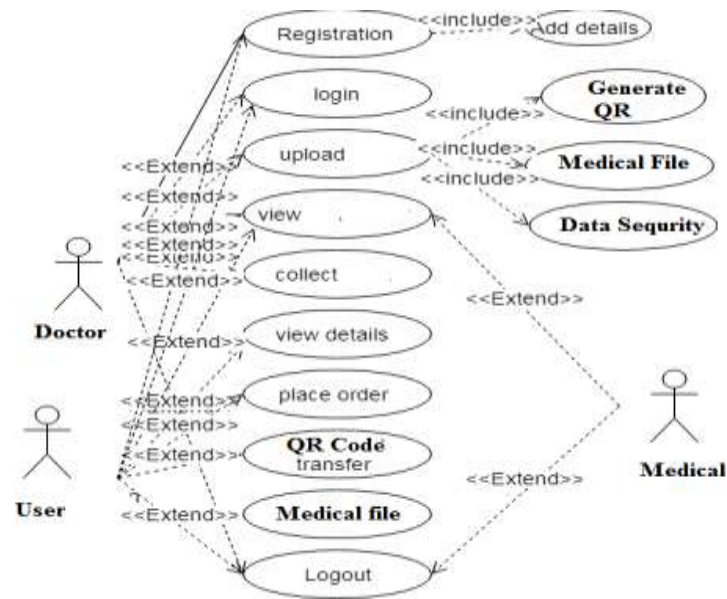 Registration
<<include>>
dd details
login
Generate
QR
<<include>>
upload
<<include>>
Medical File
<<include>>
<<Extend>>
<<Extend>>
view
Data Sequrity
<<Extend>>
<<Extend>>
<<Extend>>
<<Extend>>
collect
<<Extend>>
Doctor
<<Extend>>
view details
<<Extend>>
place order
<<Extend>>
<<Extend>>
QR Code
transfer
Medical
<<Extend>>
User
<<Extend>>
Medical file
Logout